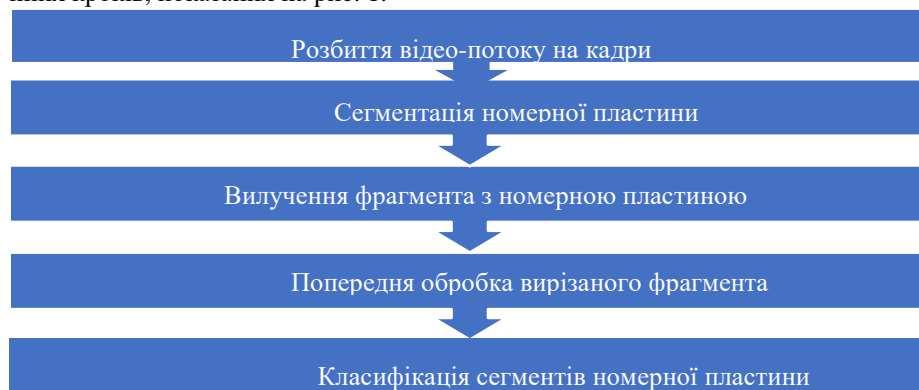 Розбиття відео-потоку на кадри
Сегментація номерної пластини
Вилучення фрагмента з номерною пластиною
Попередня обробка вирізаного фрагмента
Класифікація сегментів номерної пластини